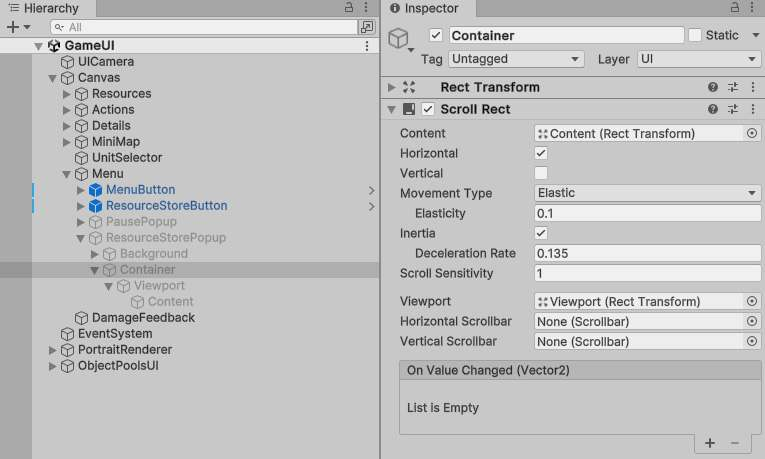 Hierarchy
All
GameUI
UICamera
Canvas
Resources
Actions
Details
MiniMap
UnitSelector
Menu
MenuButton
ResourceStoreButton
PausePopup
ResourceStorePopup
Background
Container
Viewport
Content
DamageFeedback
EventSystem
PortraitRenderer
ObjectPoolsUI
Inspector
Container
Static
Tag Untagged Layer UI
Rect Transform
Scroll Rect
Content Content (Rect Transform)
Horizontal
Vertical
Movement Type Elastic
Elasticity 0.1
Inertia
Deceleration Rate 0.135
Scroll Sensitivity 1
Viewport Viewport (Rect Transform)
Horizontal Scrollbar None (Scrollbar)
Vertical Scrollbar None (Scrollbar)
On Value Changed (Vector2)
List is Empty